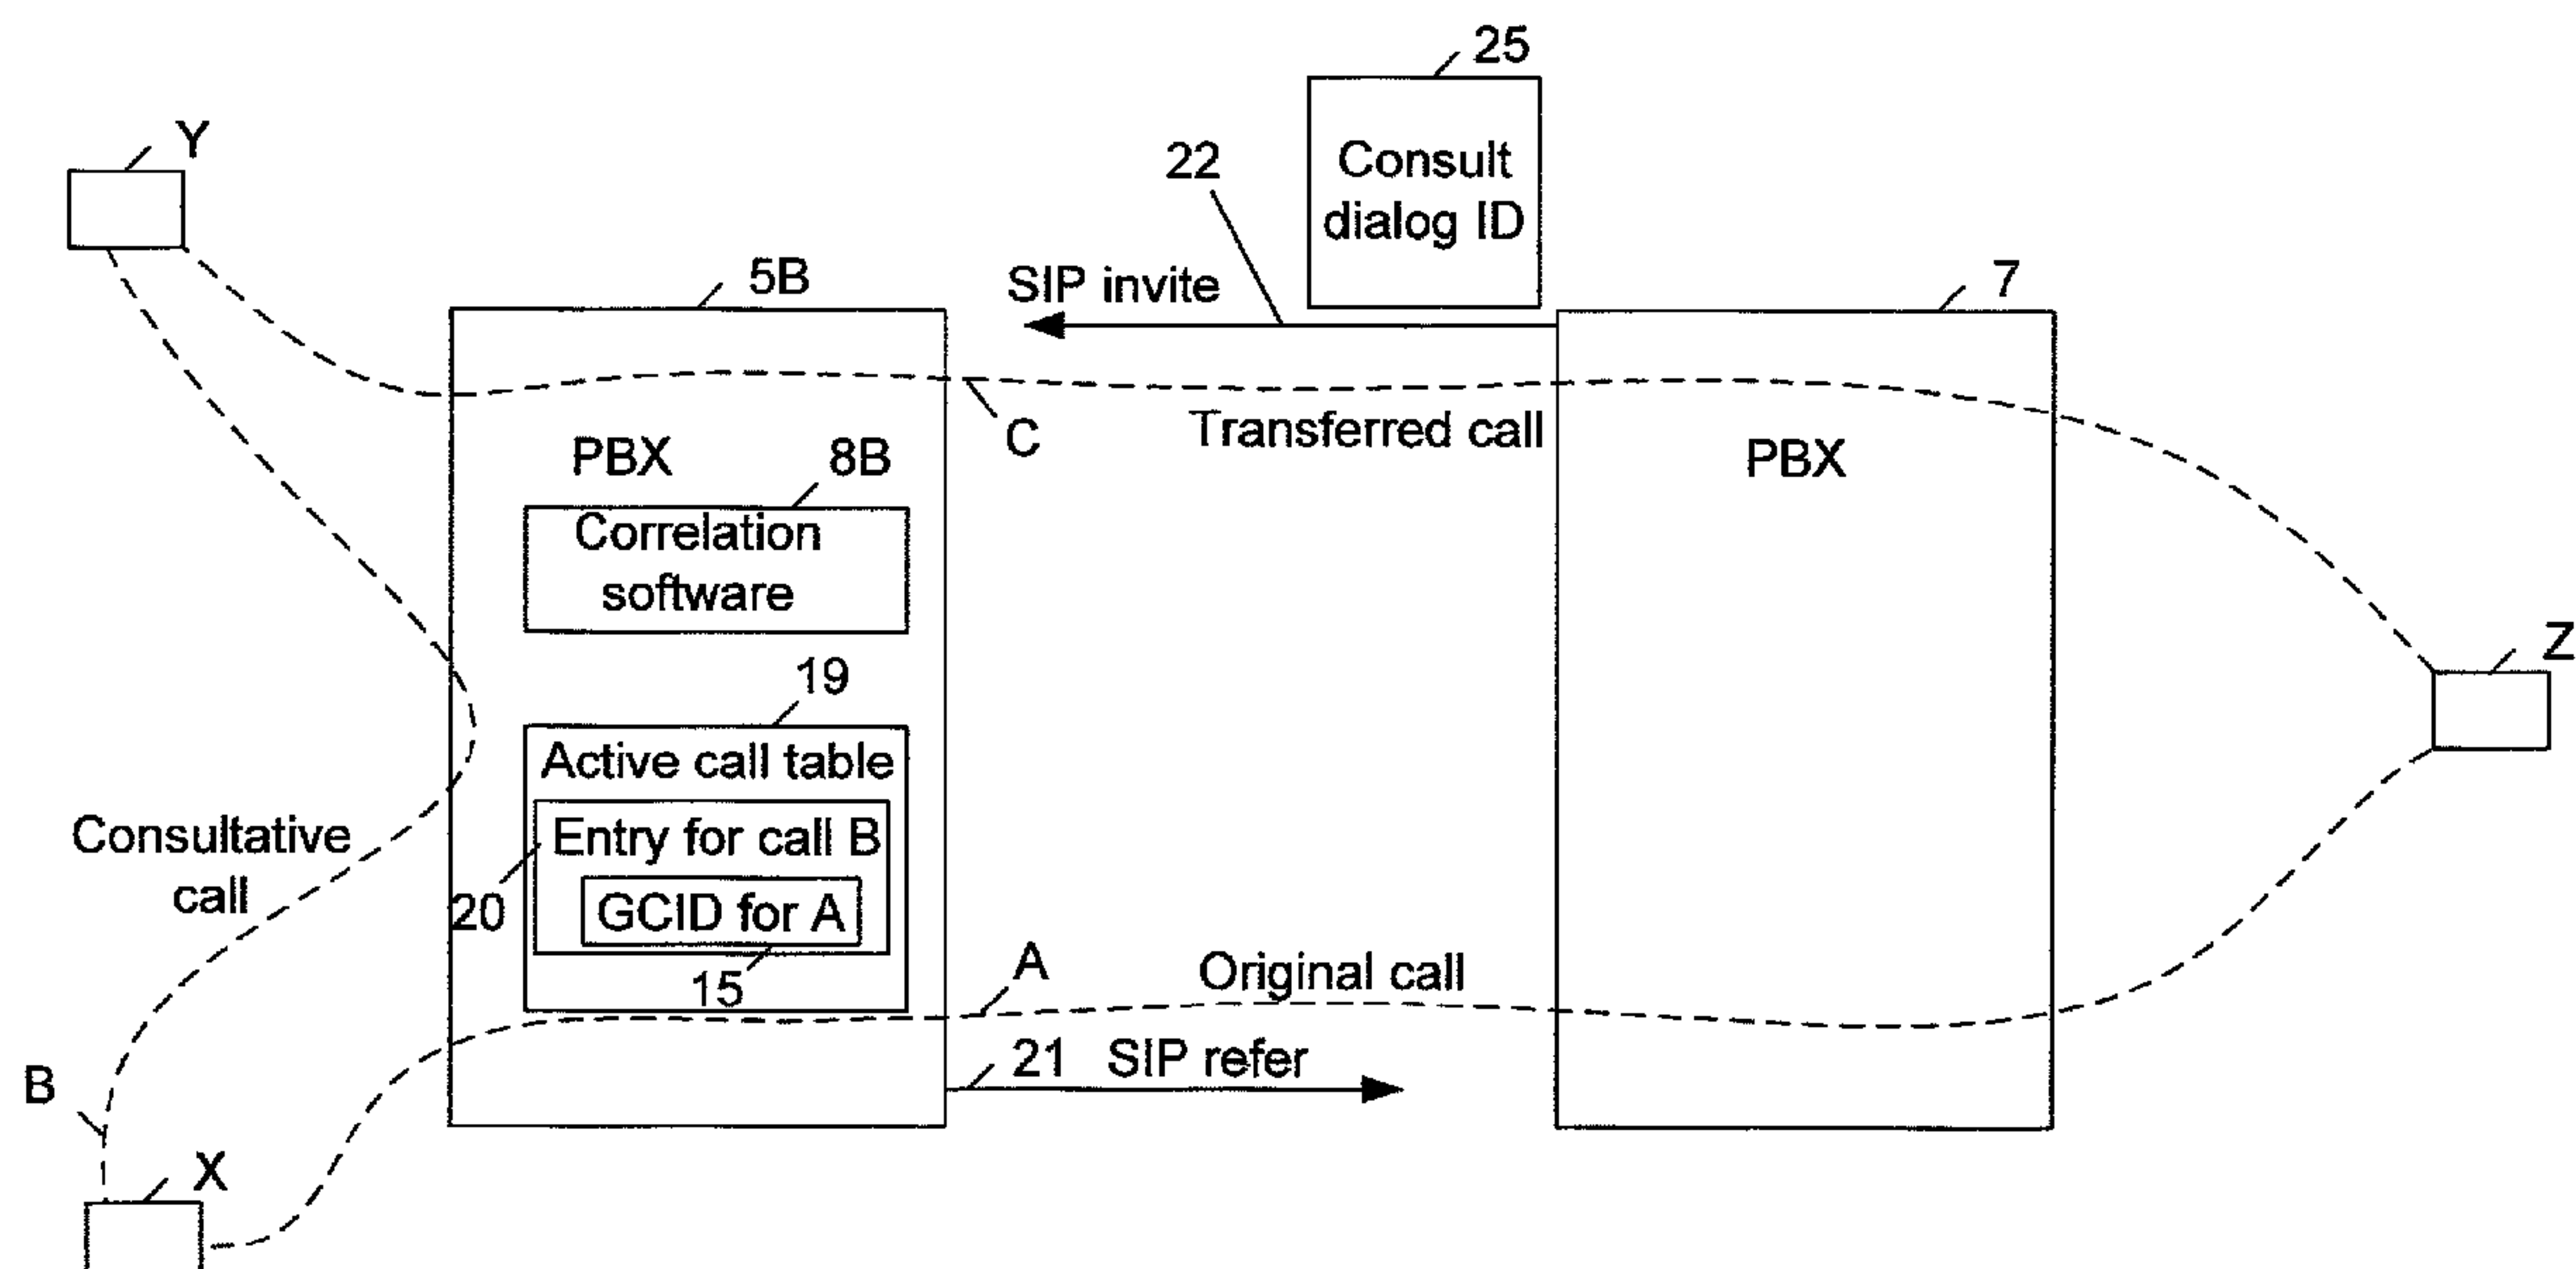 25
Y
22
Consult
dialog ID
5B
SIP invite
7
C
Transferred call
PBX
8B
PBX
Correlation
software
Z
19
Active call table
Consultative
call
Entry for call B
20
GCID for A
15
A
Original call
21
SIP refer
B
X